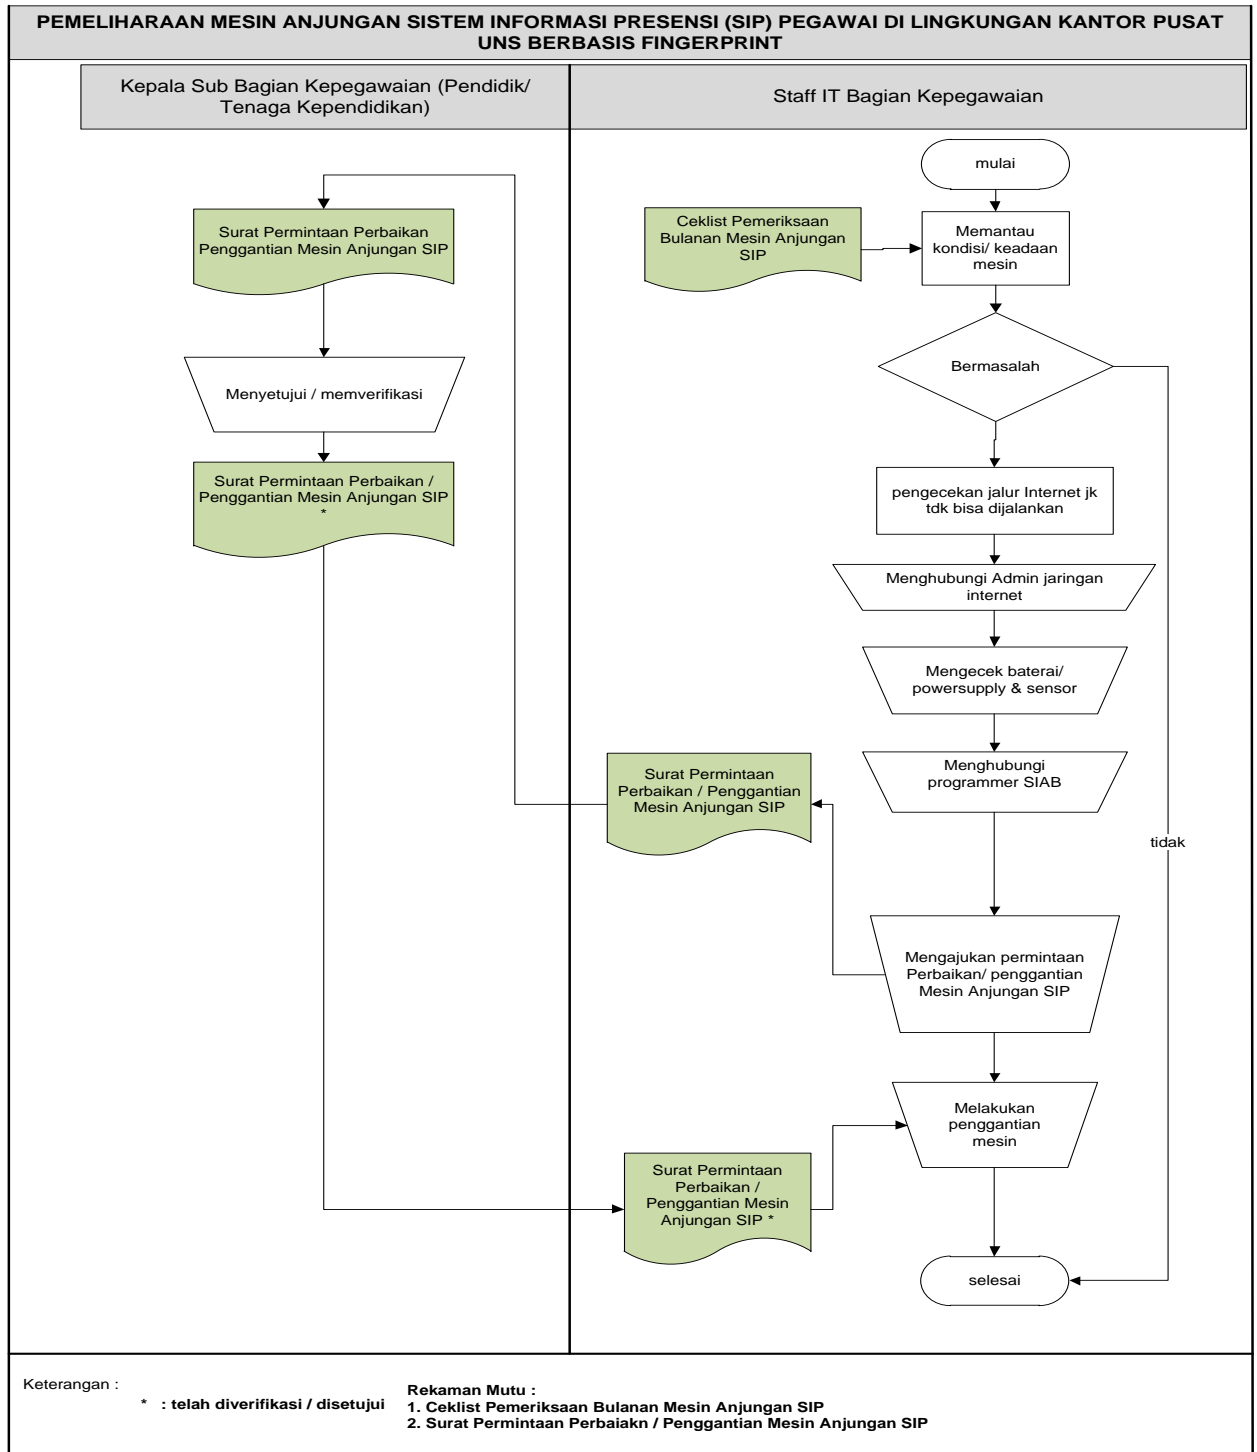 PEMELIHARAAN MESIN ANJUNGAN SISTEM INFORMASI PRESENSI (SIP) PEGAWAI DI LINGKUNGAN KANTOR PUSAT
UNS BERBASIS FINGERPRINT
Kepala Sub Bagian Kepegawaian (Pendidik/
Tenaga Kependidikan)
Staff IT Bagian Kepegawaian
mulai
Surat Permintaan Perbaikan
Penggantian Mesin Anjungan SIP
Ceklist Pemeriksaan
Bulanan Mesin Anjungan
SIP
Memantau
kondisi/ keadaan
mesin
Bermasalah
Menyetujui / memverifikasi
Surat Permintaan Perbaikan /
Penggantian Mesin Anjungan SIP
*
pengecekan jalur Internet jk
tdk bisa dijalankan
Menghubungi Admin jaringan
internet
Mengecek baterai/
powersupply & sensor
Menghubungi
programmer SIAB
Surat Permintaan
Perbaikan / Penggantian
Mesin Anjungan SIP
tidak
Mengajukan permintaan
Perbaikan/ penggantian
Mesin Anjungan SIP
Melakukan
penggantian
mesin
Surat Permintaan
Perbaikan /
Penggantian Mesin
Anjungan SIP *
selesai
Keterangan :
* : telah diverifikasi / disetujui
Rekaman Mutu :
1. Ceklist Pemeriksaan Bulanan Mesin Anjungan SIP
2. Surat Permintaan Perbaiakn / Penggantian Mesin Anjungan SIP